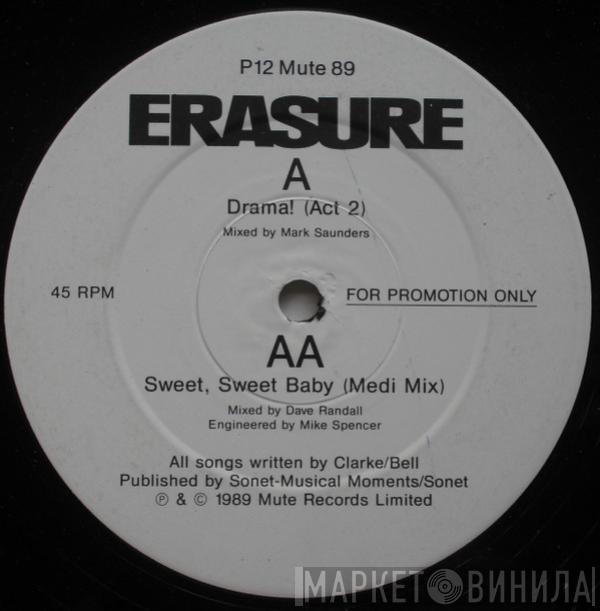 P12 Mute 89
ERASURE
A
Drama! (Act 2)
Mixed by Mark Saunders
45 RPM
FOR PROMOTION ONLY
AA
Sweet, Sweet Baby (Medi Mix)
Mixed by Dave Randall
Engineered by Mike Spencer
All songs written by Clarke/Bell
Published by Sonet-Musical Moments/Sonet
℗ & © 1989 Mute Records Limited
МАРКЕТ ВИНИЛА